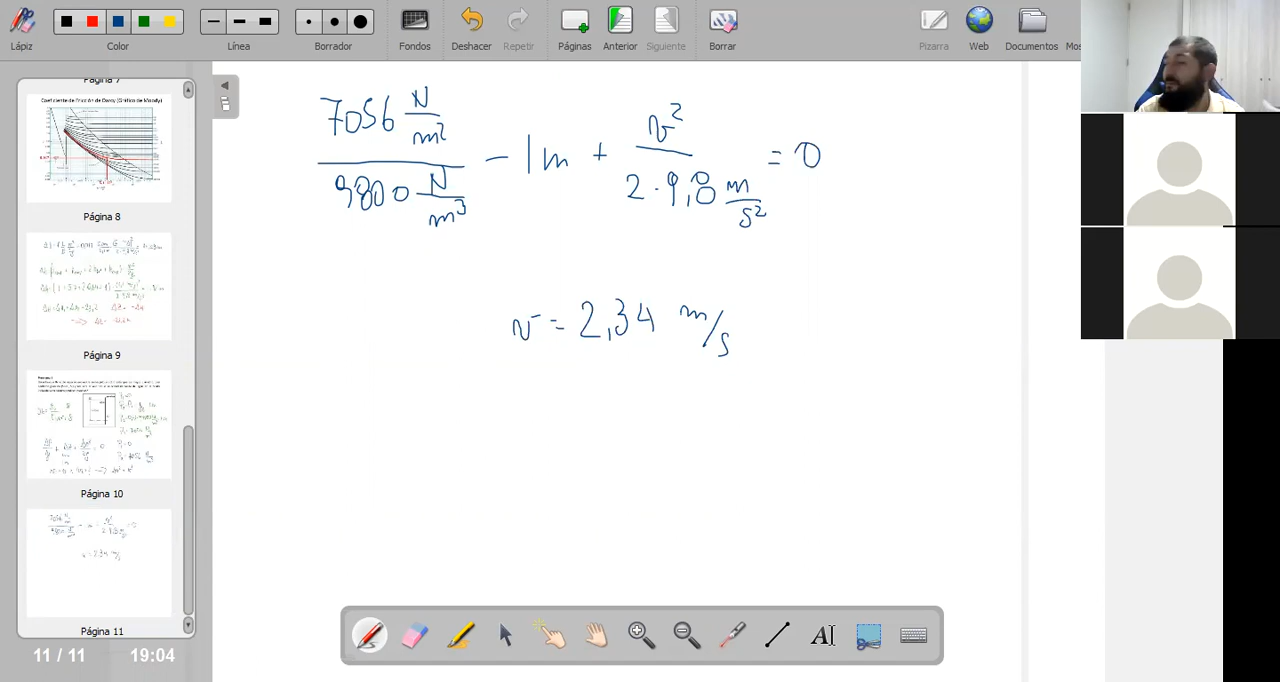 Lápiz
Color
Línea
Borrador
Fondos
Deshacer
Repetir
Páginas
Anterior
Siguiente
Borrar
Pizarra
Web
Documentos
Mos
Página 7
Coeficiente de Fricción de Darcy (Gráfico de Moody)
Página 8
Página 9
Página 10
Página 11
11 / 11
19:04
7056 N/m² / 9800 N/m³ - 1m + v² / 2·9,8 m/s² = 0
v = 2,34 m/s